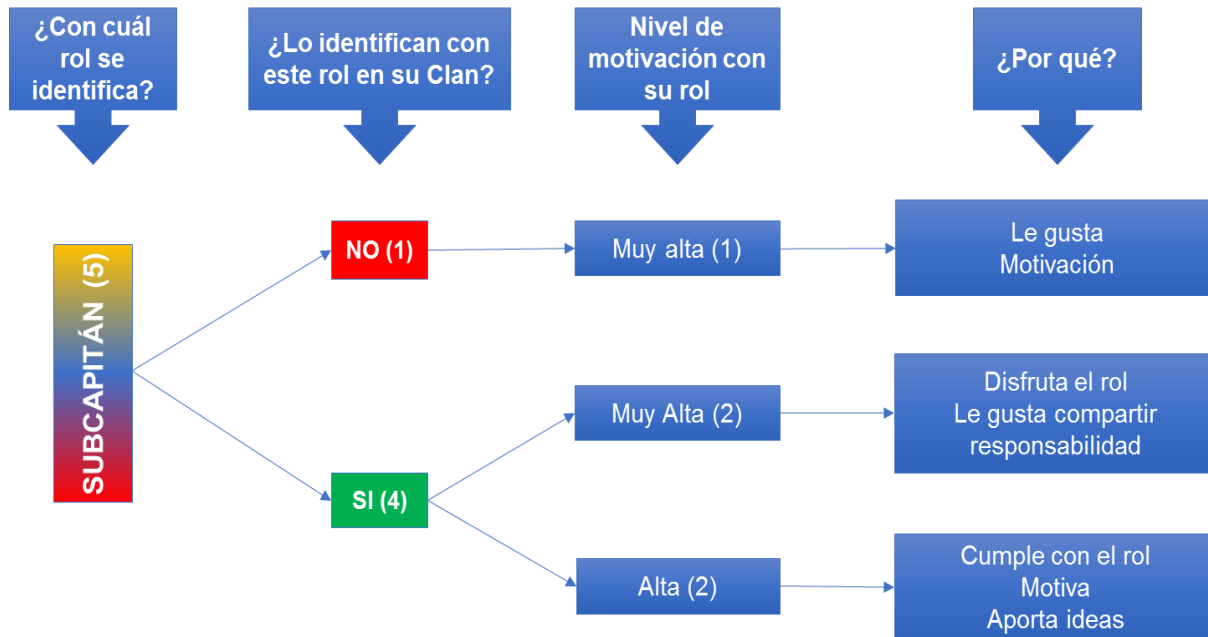 ¿Con cuál
rol se
identifica?
¿Lo identifican con
este rol en su Clan?
Nivel de
motivación con
su rol
¿Por qué?
SUBCAPITÁN (5)
NO (1)
Muy alta (1)
Le gusta
Motivación
SI (4)
Muy Alta (2)
Disfruta el rol
Le gusta compartir
responsabilidad
Alta (2)
Cumple con el rol
Motiva
Aporta ideas